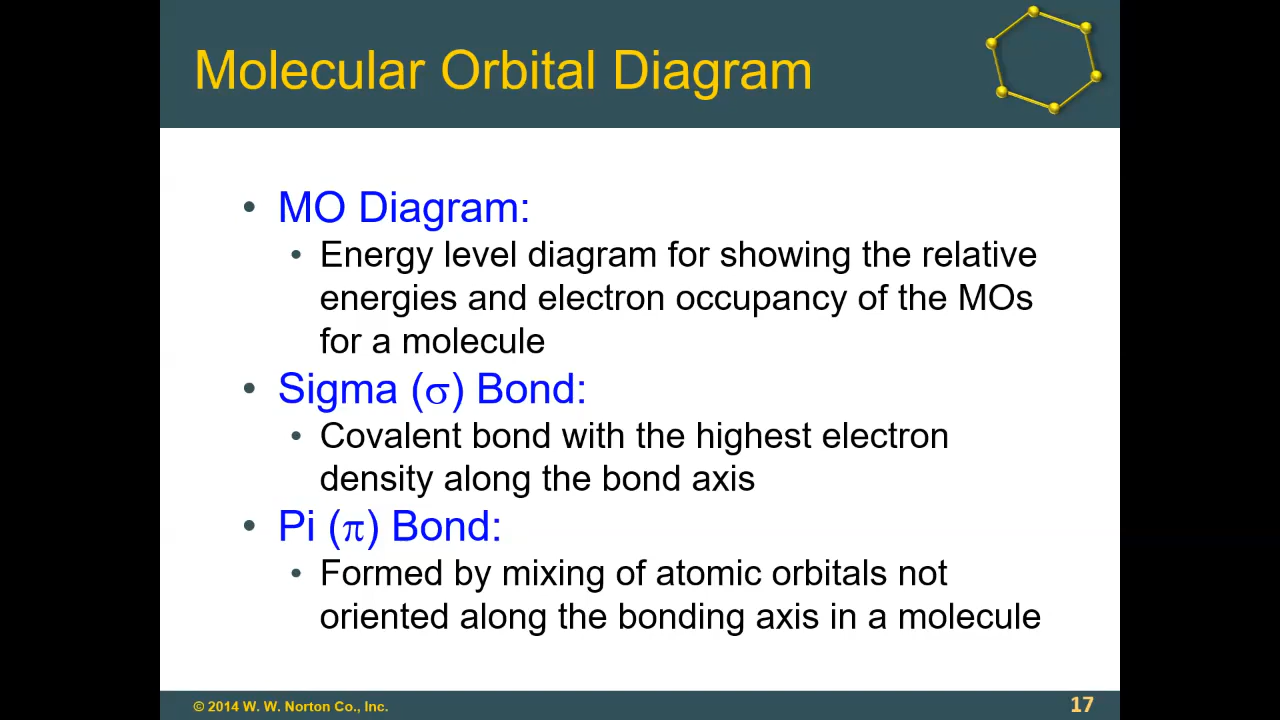 Molecular Orbital Diagram
• MO Diagram:
• Energy level diagram for showing the relative
energies and electron occupancy of the MOs
for a molecule
• Sigma (σ) Bond:
• Covalent bond with the highest electron
density along the bond axis
• Pi (π) Bond:
• Formed by mixing of atomic orbitals not
oriented along the bonding axis in a molecule
© 2014 W. W. Norton Co., Inc.
17